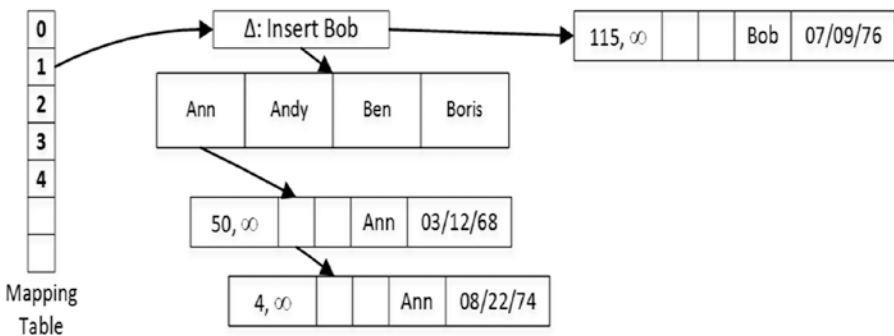 0
1
2
3
4
Mapping
Table
Δ: Insert Bob
115, ∞ Bob 07/09/76
Ann Andy Ben Boris
50, ∞ Ann 03/12/68
4, ∞ Ann 08/22/74